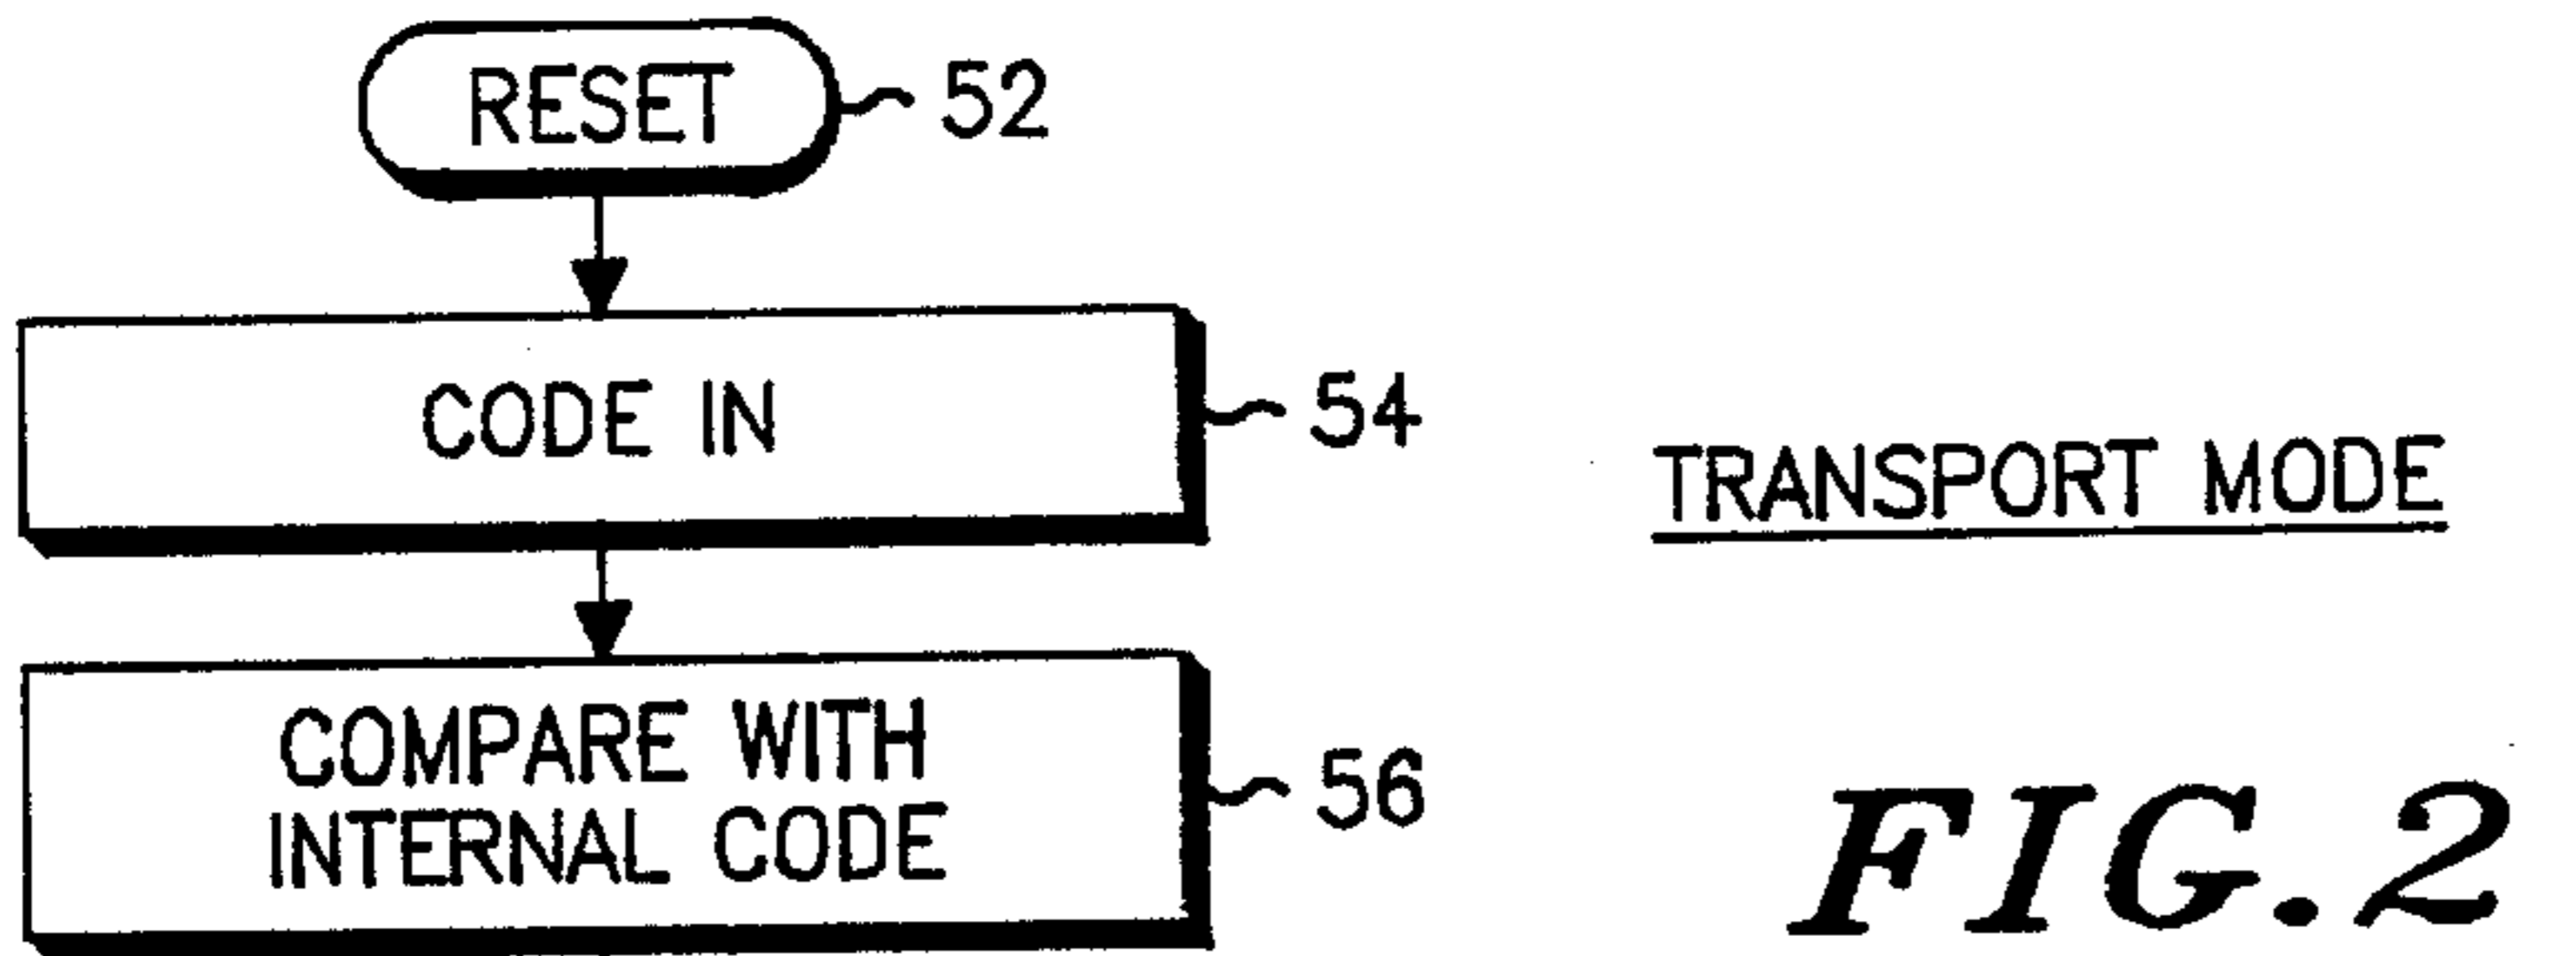 RESET 52
CODE IN 54
TRANSPORT MODE
COMPARE WITH
INTERNAL CODE
56
FIG. 2